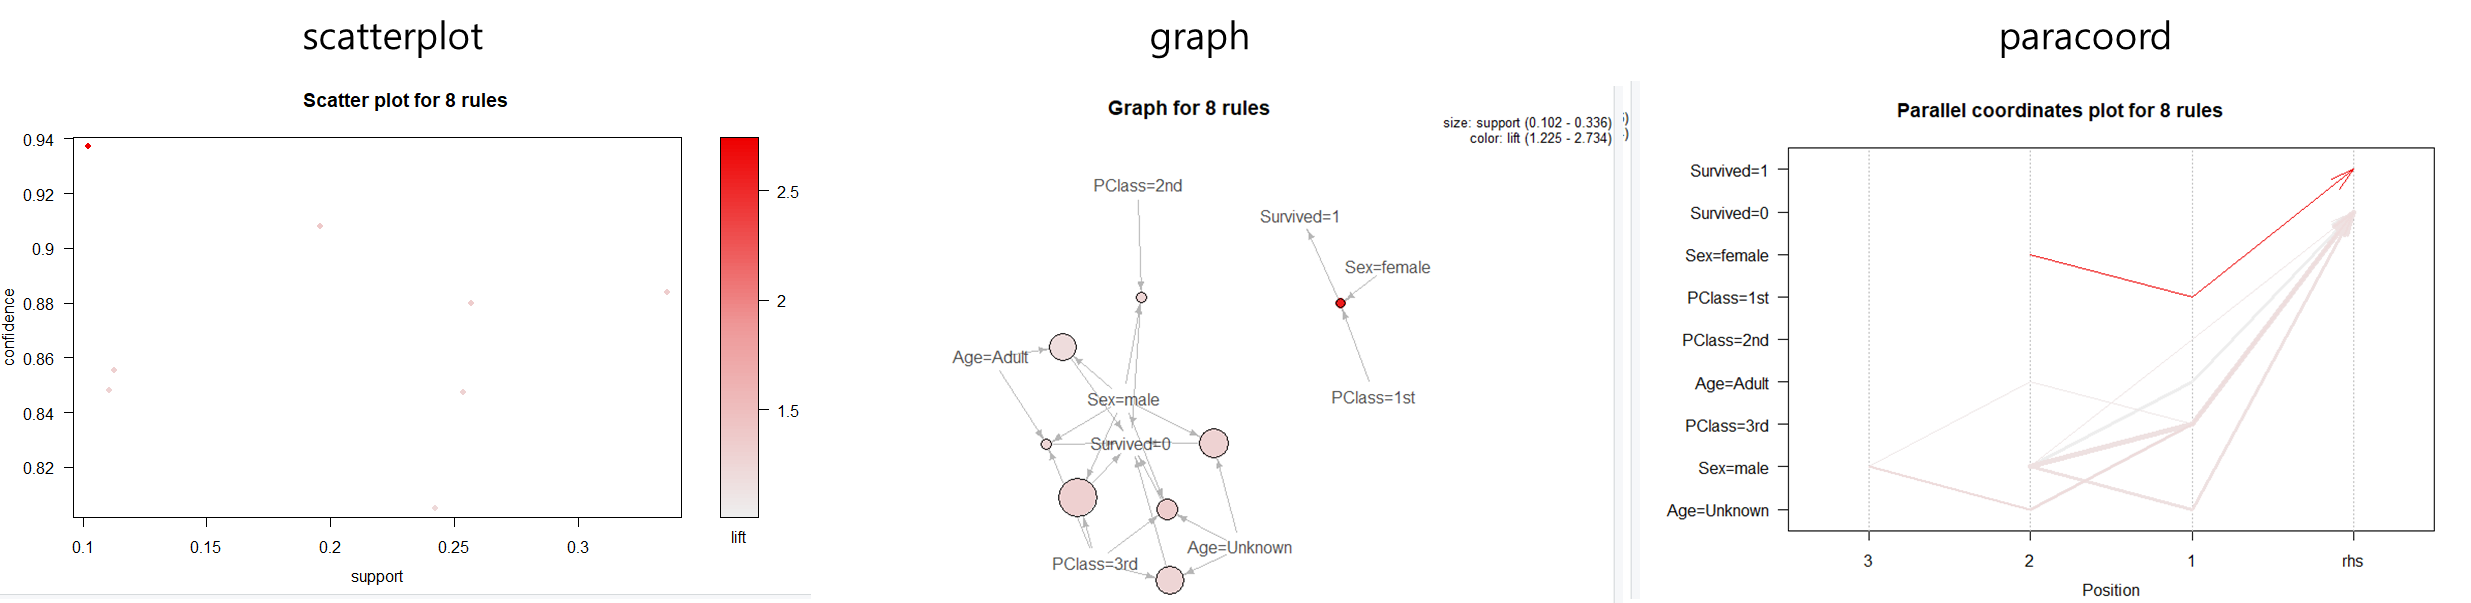 scatterplot
Scatter plot for 8 rules
0.94
0.92
0.9
0.88
0.86
0.84
0.82
confidence
0.1
0.15
0.2
0.25
0.3
support
2.5
2
1.5
lift
graph
Graph for 8 rules
size: support (0.102 - 0.336)
color: lift (1.225 - 2.734)
PClass=2nd
Survived=1
Sex=female
Age=Adult
Sex=male
PClass=1st
Survived=0
Age=Unknown
PClass=3rd
paracoord
Parallel coordinates plot for 8 rules
Survived=1
Survived=0
Sex=female
PClass=1st
PClass=2nd
Age=Adult
PClass=3rd
Sex=male
Age=Unknown
3
2
1
rhs
Position